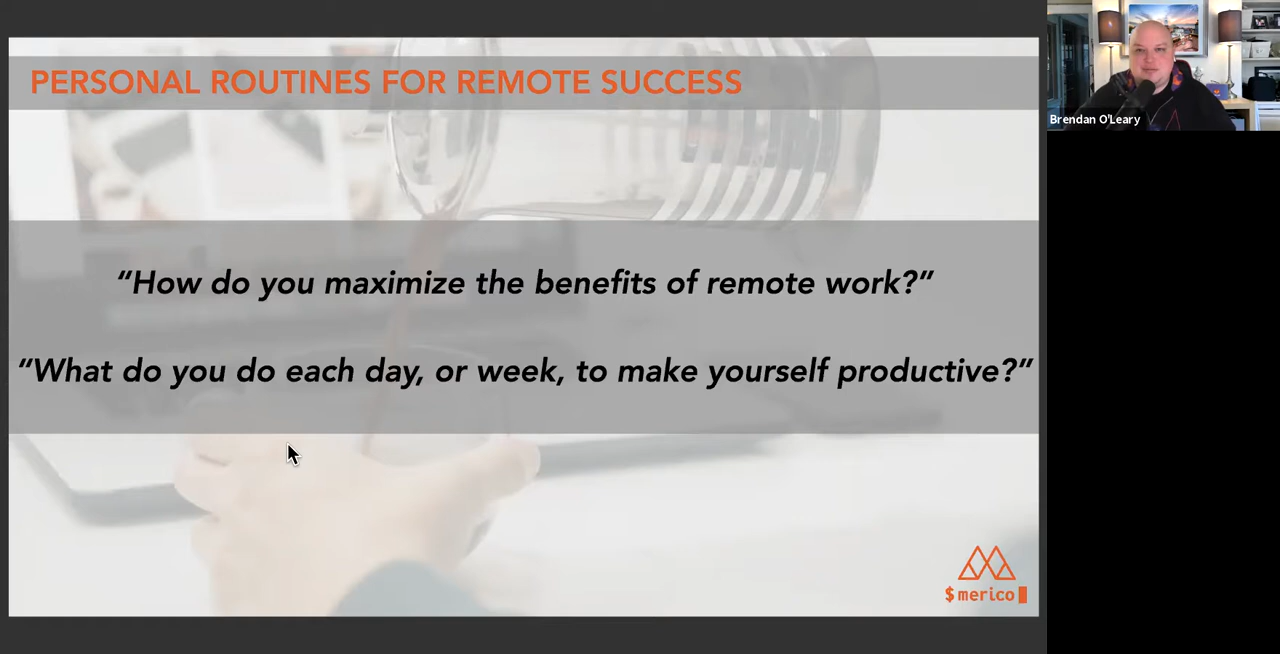 PERSONAL ROUTINES FOR REMOTE SUCCESS
“How do you maximize the benefits of remote work?”
“What do you do each day, or week, to make yourself productive?”
$merico
Brendan O'Leary